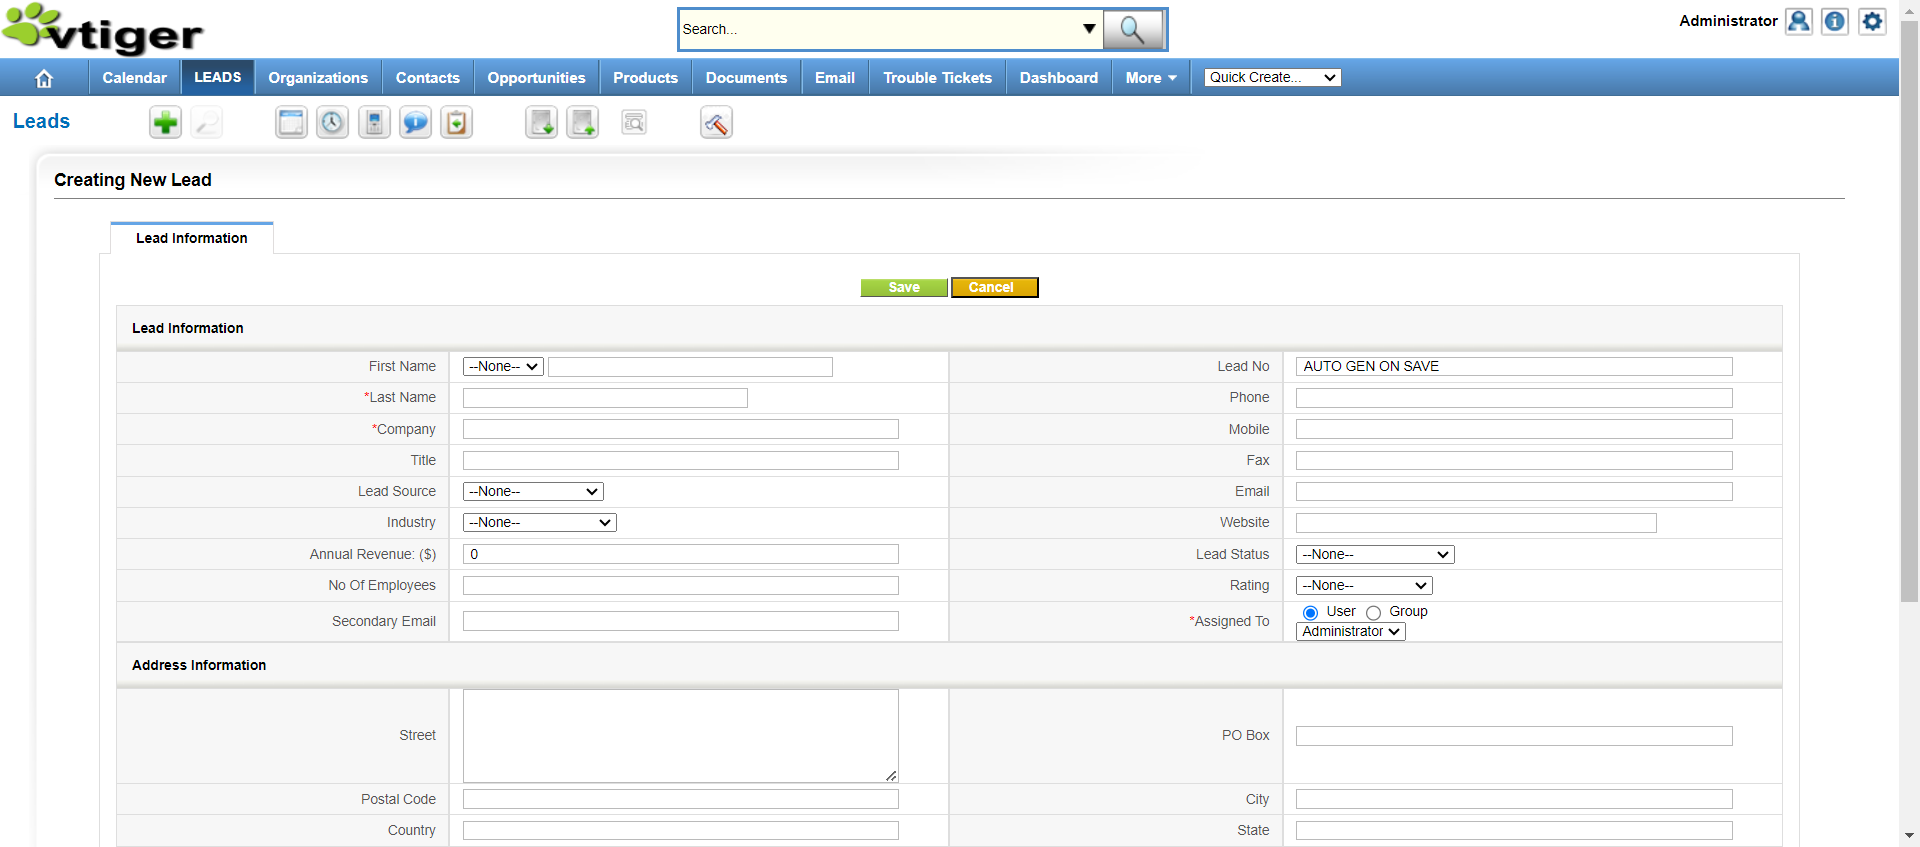 vtiger
Search...
Administrator
Calendar LEADS Organizations Contacts Opportunities Products Documents Email Trouble Tickets Dashboard More Quick Create...
Leads
Creating New Lead
Lead Information
Save Cancel
Lead Information
First Name --None-- Lead No AUTO GEN ON SAVE
*Last Name Phone
*Company Mobile
Title Fax
Lead Source --None-- Email
Industry --None-- Website
Annual Revenue: ($) 0 Lead Status --None--
No Of Employees Rating --None--
Secondary Email *Assigned To User Group
Administrator
Address Information
Street PO Box
Postal Code City
Country State